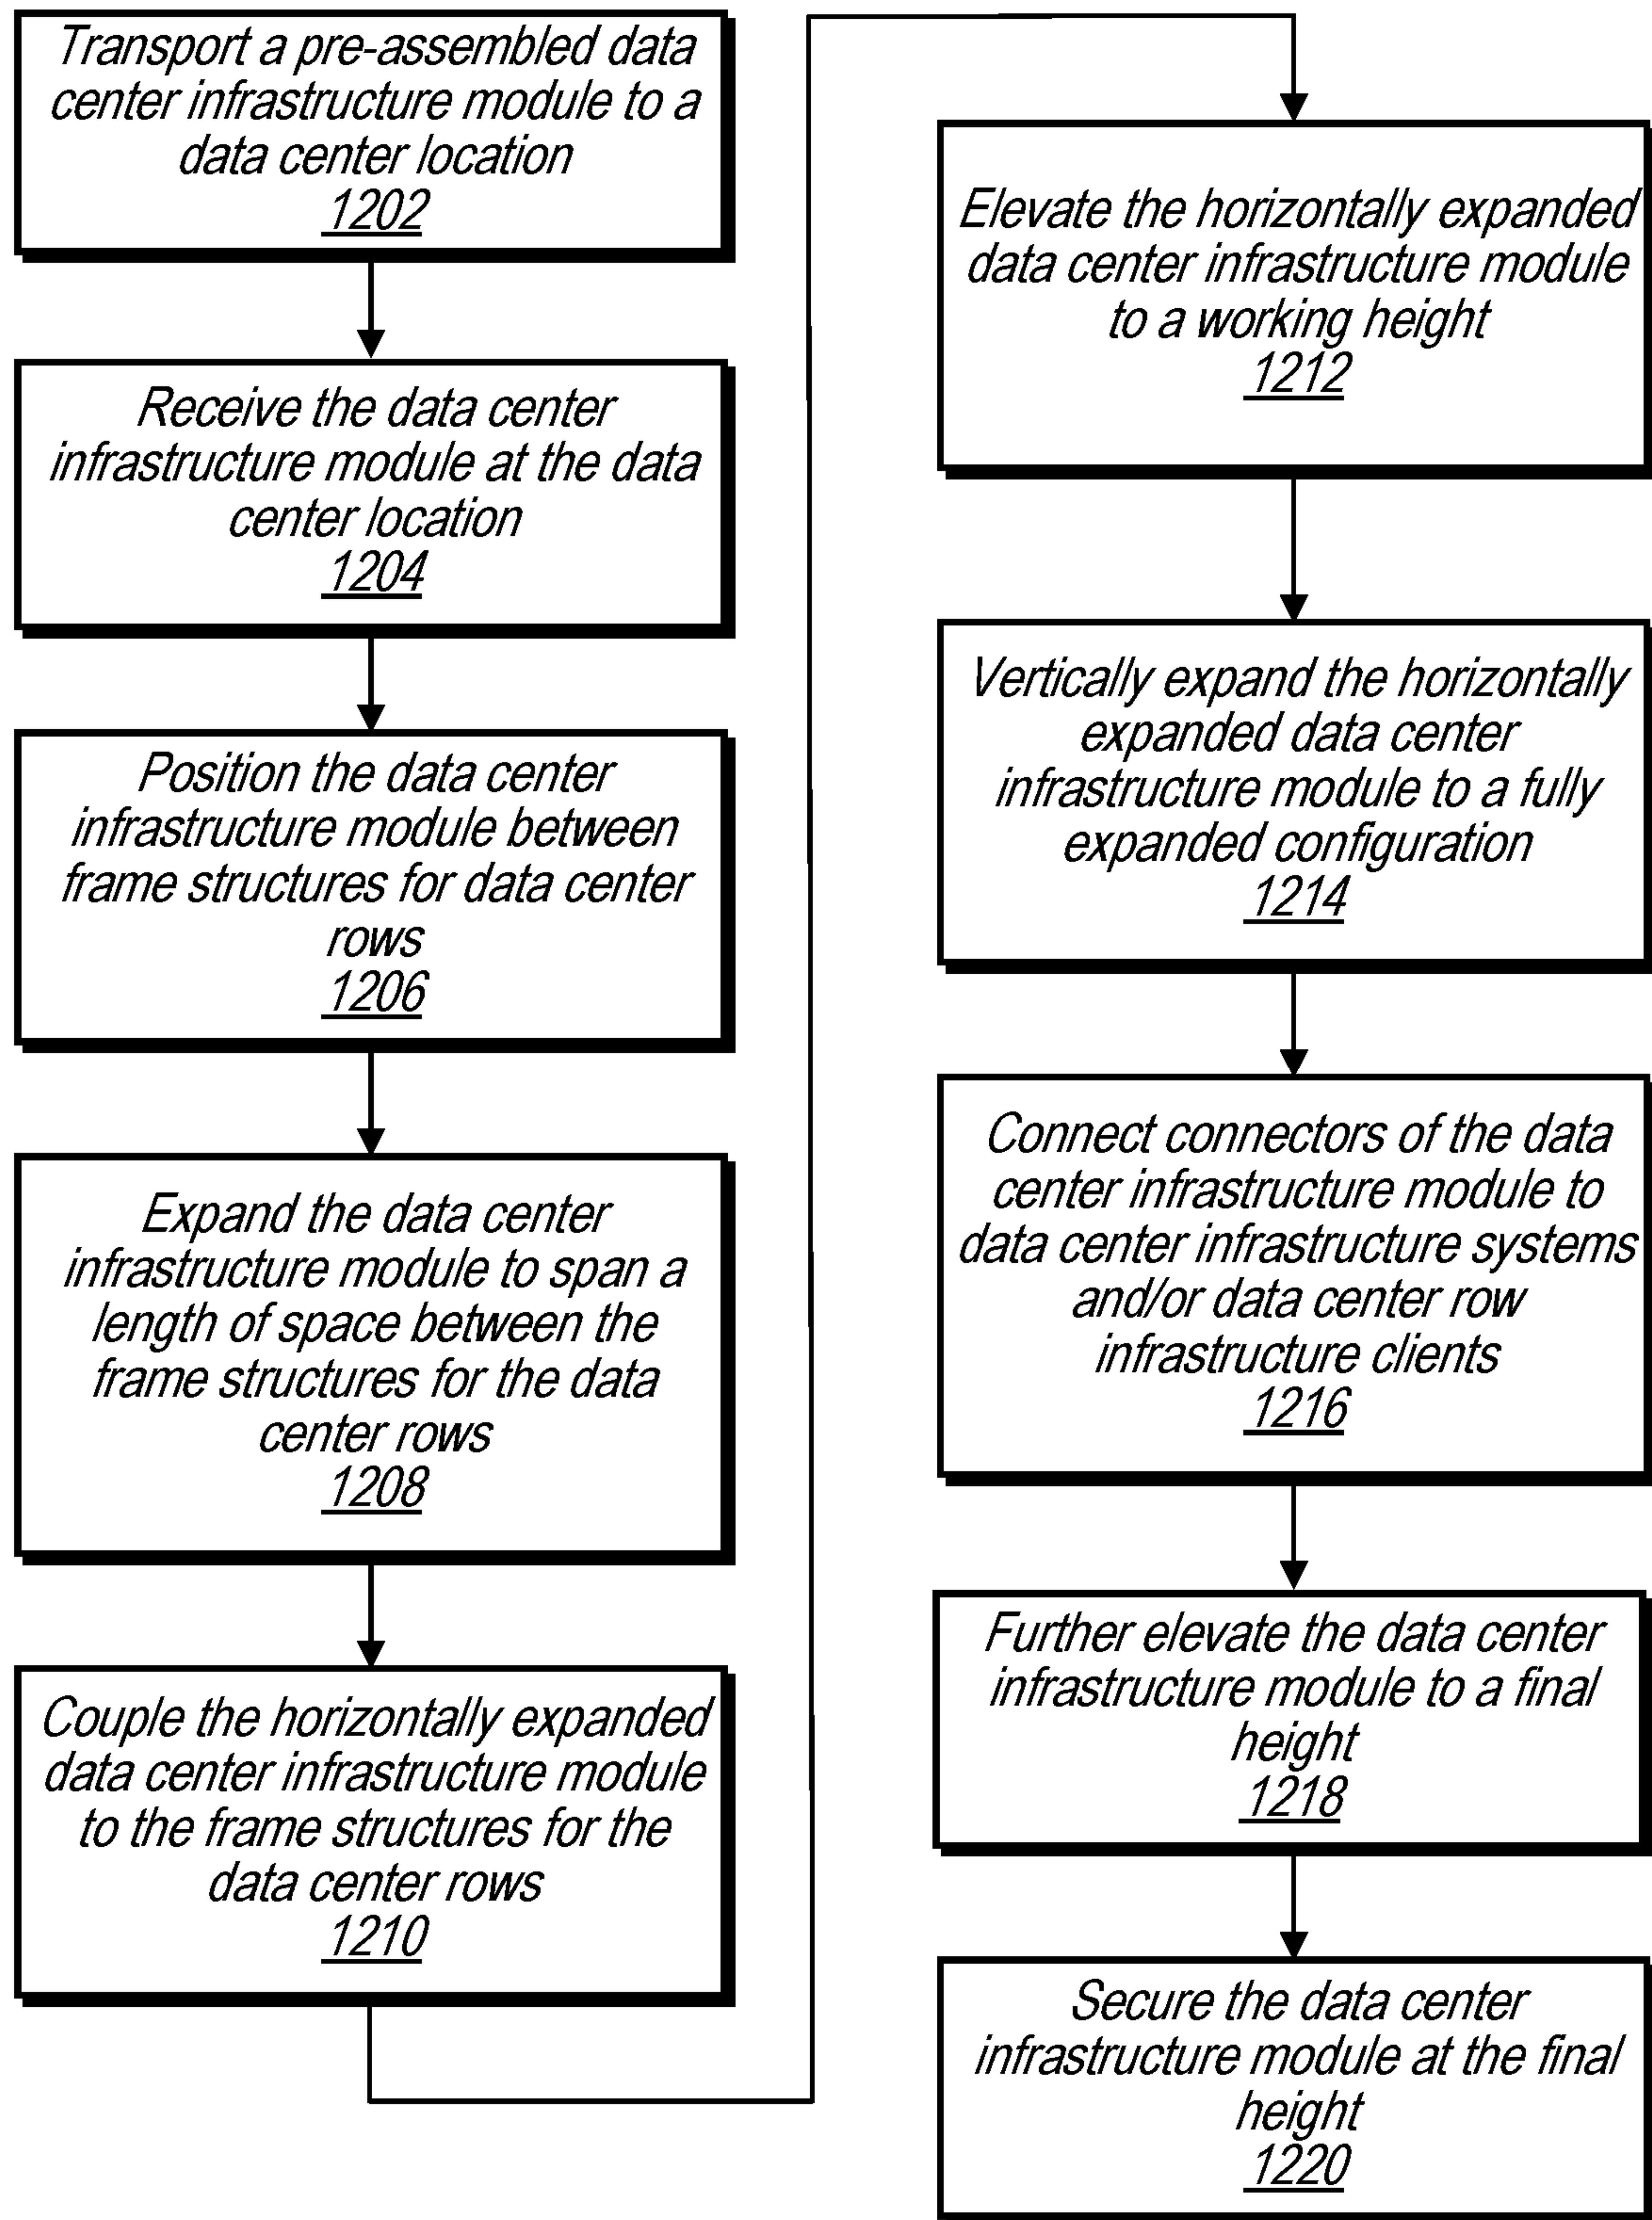 Transport a pre-assembled data
center infrastructure module to a
data center location
1202
Receive the data center
infrastructure module at the data
center location
1204
Position the data center
infrastructure module between
frame structures for data center
rows
1206
Expand the data center
infrastructure module to span a
length of space between the
frame structures for the data
center rows
1208
Couple the horizontally expanded
data center infrastructure module
to the frame structures for the
data center rows
1210
Elevate the horizontally expanded
data center infrastructure module
to a working height
1212
Vertically expand the horizontally
expanded data center
infrastructure module to a fully
expanded configuration
1214
Connect connectors of the data
center infrastructure module to
data center infrastructure systems
and/or data center row
infrastructure clients
1216
Further elevate the data center
infrastructure module to a final
height
1218
Secure the data center
infrastructure module at the final
height
1220